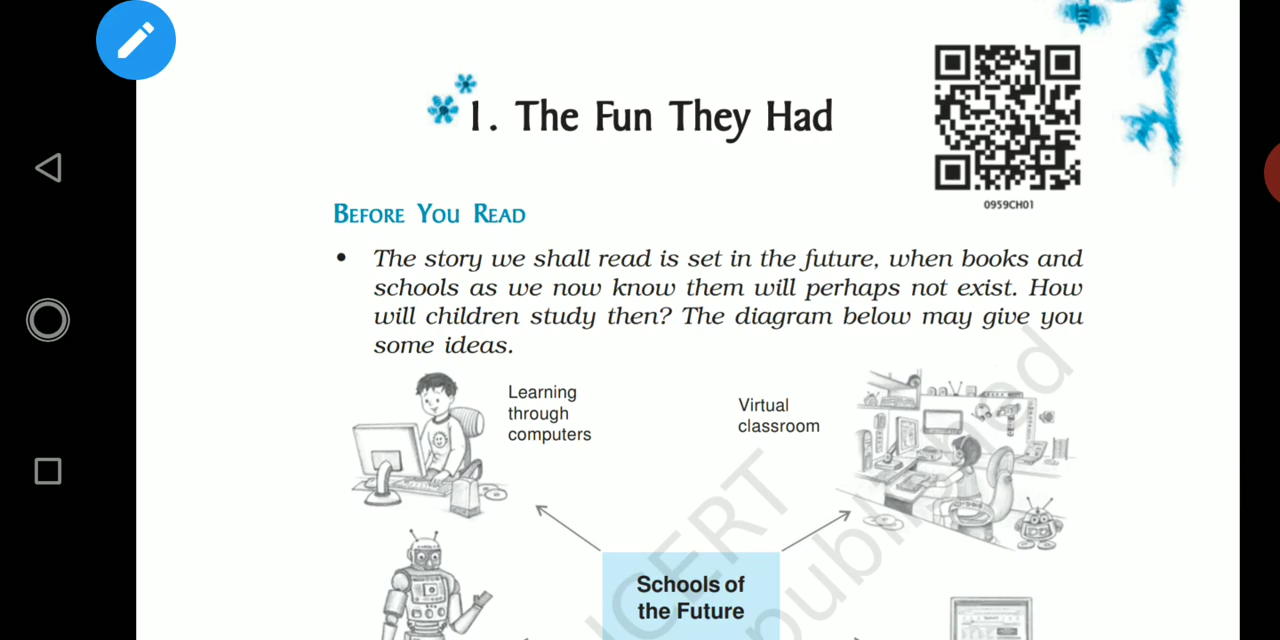 1. The Fun They Had
0959CH01
BEFORE YOU READ
• The story we shall read is set in the future, when books and
schools as we now know them will perhaps not exist. How
will children study then? The diagram below may give you
some ideas.
Learning
through
computers
Virtual
classroom
Schools of
the Future
NCERT
published